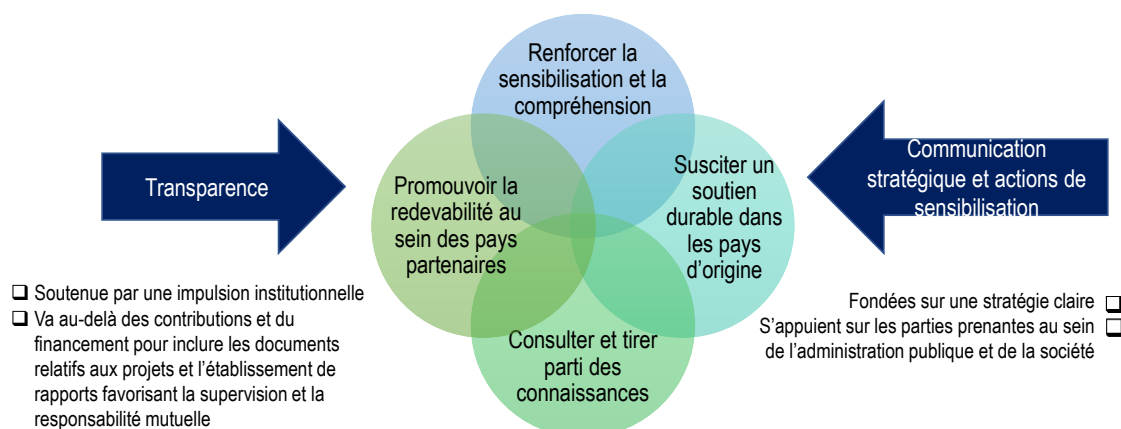 Renforcer la
sensibilisation et la
compréhension
Transparence
Promouvoir la
redevabilité au
sein des pays
partenaires
Susciter un
soutien
durable dans
les pays
d’origine
Communication
stratégique et actions de
sensibilisation
Consulter et tirer
parti des
connaissances
❑ Soutenue par une impulsion institutionnelle
❑ Va au-delà des contributions et du
financement pour inclure les documents
relatifs aux projets et l’établissement de
rapports favorisant la supervision et la
responsabilité mutuelle
Fondées sur une stratégie claire ❑
S’appuient sur les parties prenantes au sein ❑
de l’administration publique et de la société